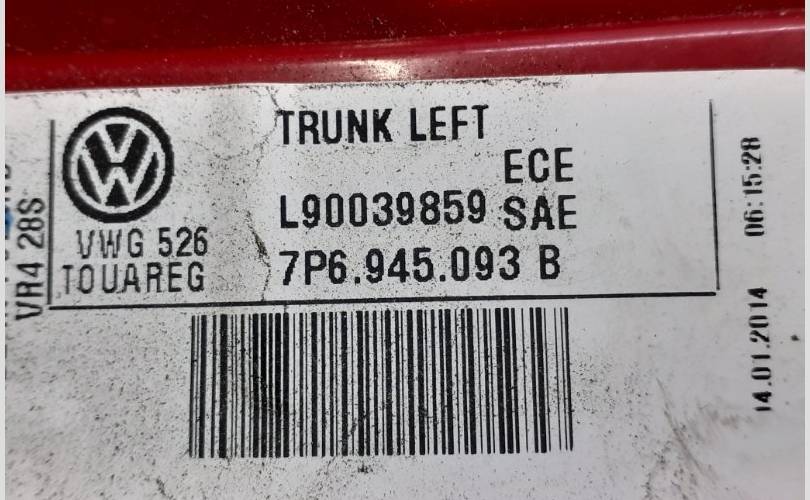 TRUNK LEFT
ECE
L90039859 SAE
7P6.945.093 B
VWG 526
TOUAREG
VR4 28S
14.01.2014 06:15:28